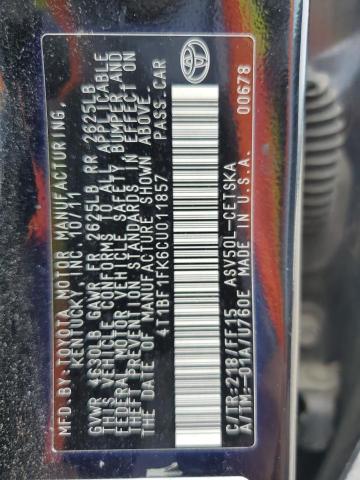 MFD.BY:TOYOTA MOTOR MANUFACTURING,
KENTUCKY, INC. 10/11
GVWR 4630LB GAWR FR 2625LB RR 2625LB
THIS VEHICLE CONFORMS TO ALL APPLICABLE
FEDERAL MOTOR VEHICLE SAFETY, BUMPER, AND
THEFT PREVENTION STANDARDS IN EFFECT ON
THE DATE OF MANUFACTURE SHOWN ABOVE.
4T1BF1FK6CU011857 PASS.CAR
C/TR:218/FF15 ASV50L-CETSKA
A/TM:-01A/U760E MADE IN U.S.A. 00678